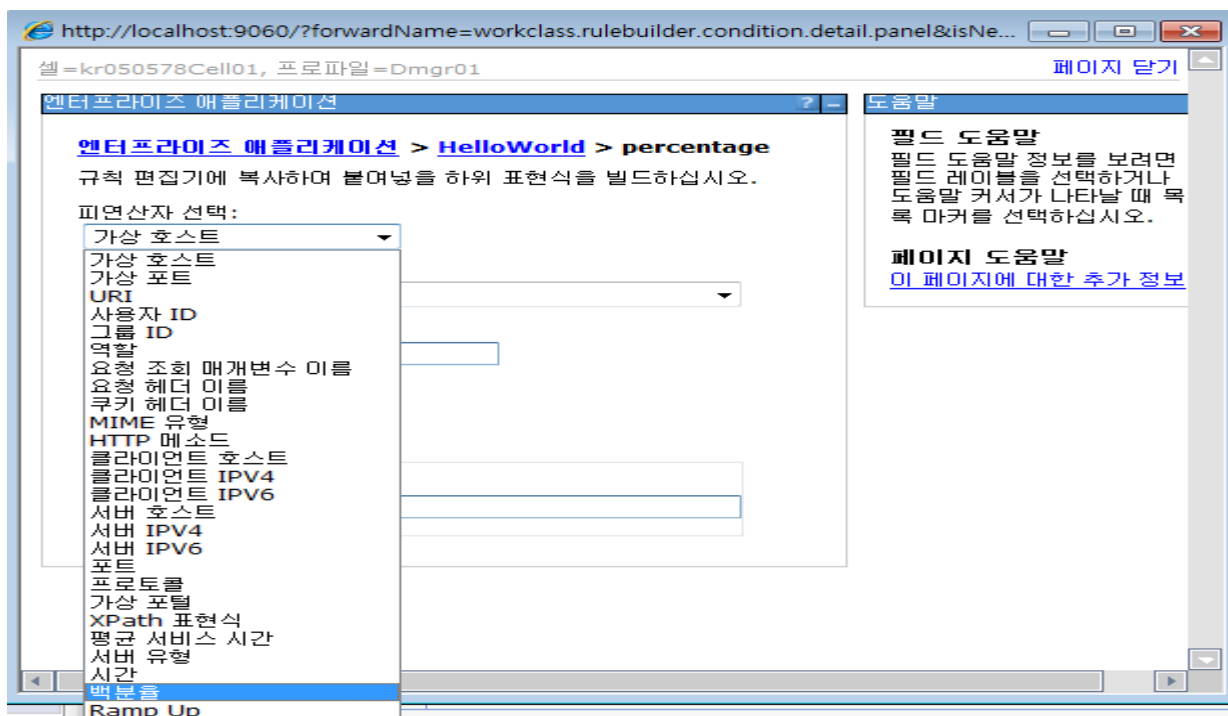 http://localhost:9060/?forwardName=workclass.rulebuilder.condition.detail.panel&isNe...
셀=kr050578Cell01, 프로파일=Dmgr01
페이지 닫기
엔터프라이즈 애플리케이션
? -
엔터프라이즈 애플리케이션 > HelloWorld > percentage
규칙 편집기에 복사하여 붙여넣을 하위 표현식을 빌드하십시오.
피연산자 선택:
가상 호스트
가상 호스트
가상 포트
URI
사용자 ID
그룹 ID
역할
요청 조회 매개변수 이름
요청 헤더 이름
쿠키 헤더 이름
MIME 유형
HTTP 메소드
클라이언트 호스트
클라이언트 IPV4
클라이언트 IPV6
서버 호스트
서버 IPV4
서버 IPV6
포트
프로토콜
가상 포털
XPath 표현식
평균 서비스 시간
서버 유형
시간
백분율
Ramp Up
도움말
필드 도움말
필드 도움말 정보를 보려면
필드 레이블을 선택하거나
도움말 커서가 나타날 때 목
록 마커를 선택하십시오.
페이지 도움말
이 페이지에 대한 추가 정보